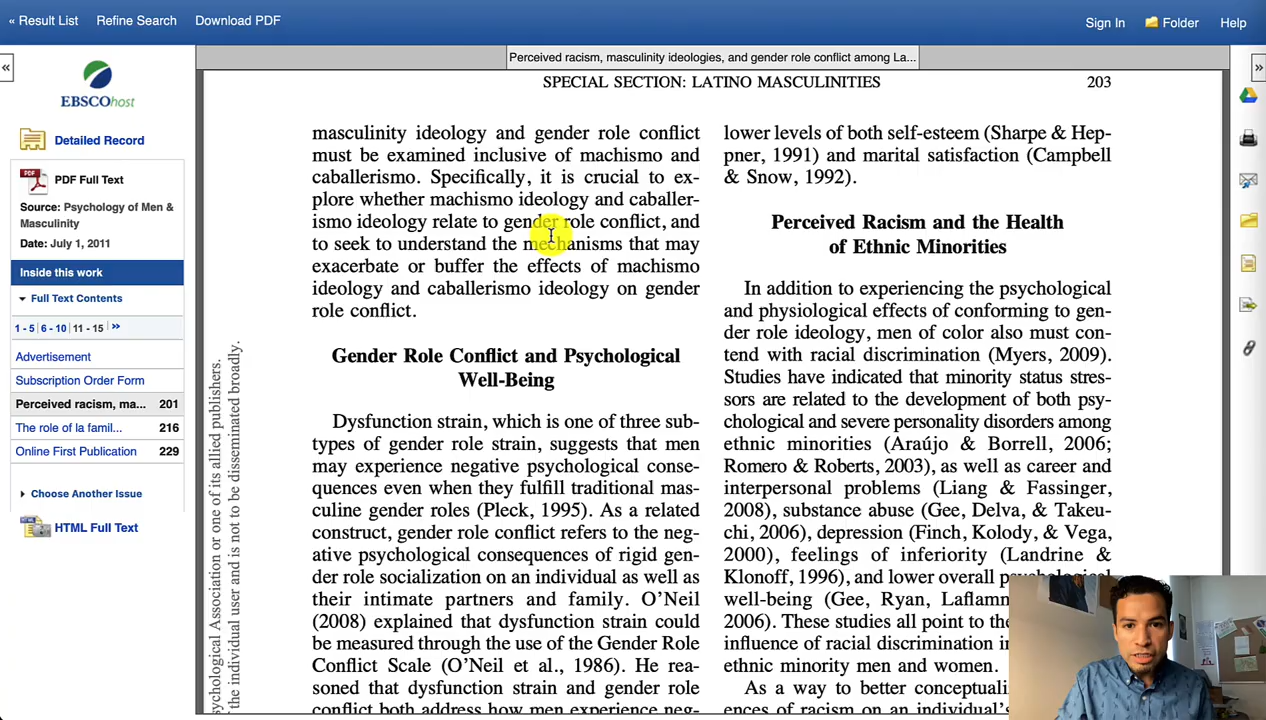 « Result List
Refine Search
Download PDF
Sign In
Folder
Help
«
Perceived racism, masculinity ideologies, and gender role conflict among La...
»
EBSCOhost
Detailed Record
PDF
PDF Full Text
Source: Psychology of Men &
Masculinity
Date: July 1, 2011
Inside this work
Full Text Contents
1 - 5 | 6 - 10 | 11 - 15 | »
Advertisement
Subscription Order Form
Perceived racism, ma... 201
The role of la famil... 216
Online First Publication 229
Choose Another Issue
HTML Full Text
ychological Association or one of its allied publishers.
the individual user and is not to be disseminated broadly.
SPECIAL SECTION: LATINO MASCULINITIES 203
masculinity ideology and gender role conflict
must be examined inclusive of machismo and
caballerismo. Specifically, it is crucial to ex-
plore whether machismo ideology and caballer-
ismo ideology relate to gender role conflict, and
to seek to understand the mechanisms that may
exacerbate or buffer the effects of machismo
ideology and caballerismo ideology on gender
role conflict.
Gender Role Conflict and Psychological
Well-Being
Dysfunction strain, which is one of three sub-
types of gender role strain, suggests that men
may experience negative psychological conse-
quences even when they fulfill traditional mas-
culine gender roles (Pleck, 1995). As a related
construct, gender role conflict refers to the neg-
ative psychological consequences of rigid gen-
der role socialization on an individual as well as
their intimate partners and family. O'Neil
(2008) explained that dysfunction strain could
be measured through the use of the Gender Role
Conflict Scale (O'Neil et al., 1986). He rea-
soned that dysfunction strain and gender role
conflict both address how men experience neg-
lower levels of both self-esteem (Sharpe & Hep-
pner, 1991) and marital satisfaction (Campbell
& Snow, 1992).
Perceived Racism and the Health
of Ethnic Minorities
In addition to experiencing the psychological
and physiological effects of conforming to gen-
der role ideology, men of color also must con-
tend with racial discrimination (Myers, 2009).
Studies have indicated that minority status stres-
sors are related to the development of both psy-
chological and severe personality disorders among
ethnic minorities (Araújo & Borrell, 2006;
Romero & Roberts, 2003), as well as career and
interpersonal problems (Liang & Fassinger,
2008), substance abuse (Gee, Delva, & Takeu-
chi, 2006), depression (Finch, Kolody, & Vega,
2000), feelings of inferiority (Landrine &
Klonoff, 1996), and lower overall psychological
well-being (Gee, Ryan, Laflamm
2006). These studies all point to the
influence of racial discrimination in
ethnic minority men and women.
As a way to better conceptuali
ences of racism on an individual's